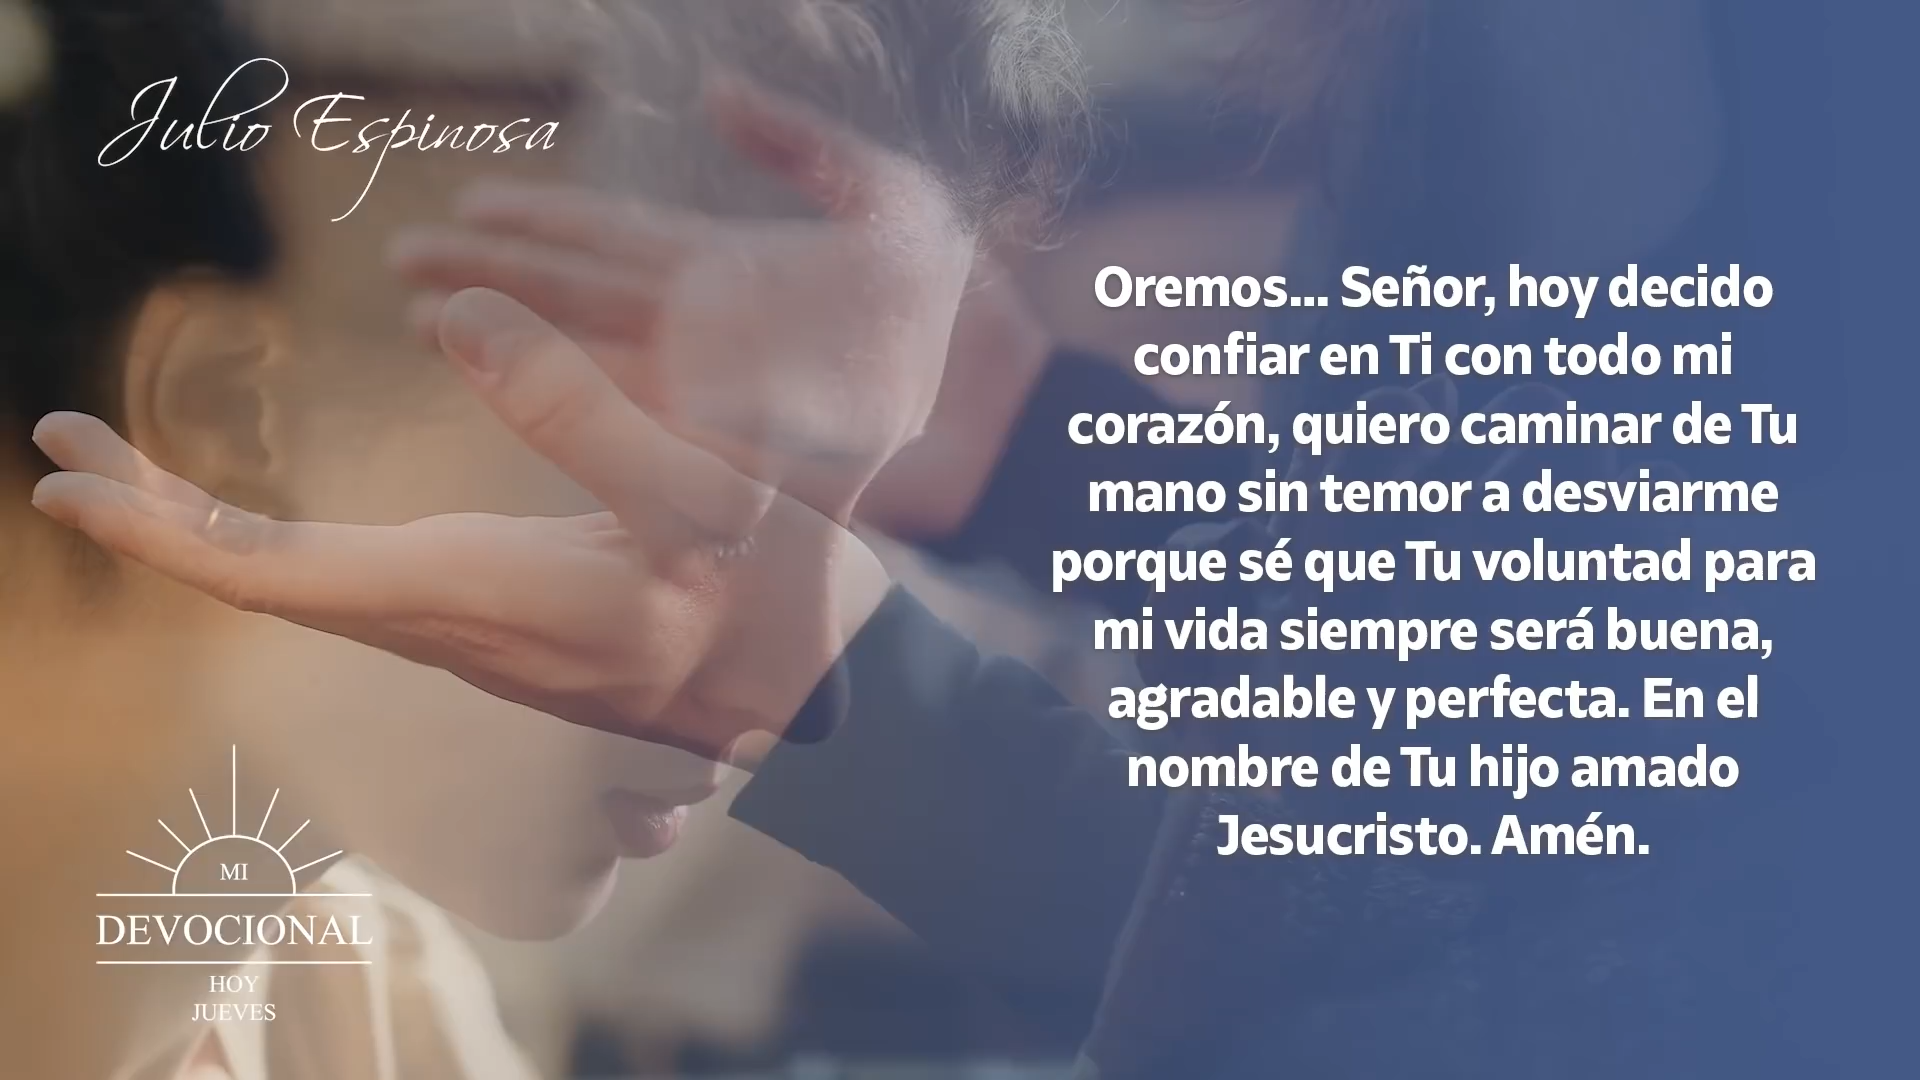 Julio Espinosa
Oremos... Señor, hoy decido
confiar en Ti con todo mi
corazón, quiero caminar de Tu
mano sin temor a desviarme
porque sé que Tu voluntad para
mi vida siempre será buena,
agradable y perfecta. En el
nombre de Tu hijo amado
Jesucristo. Amén.
MI
DEVOCIONAL
HOY
JUEVES